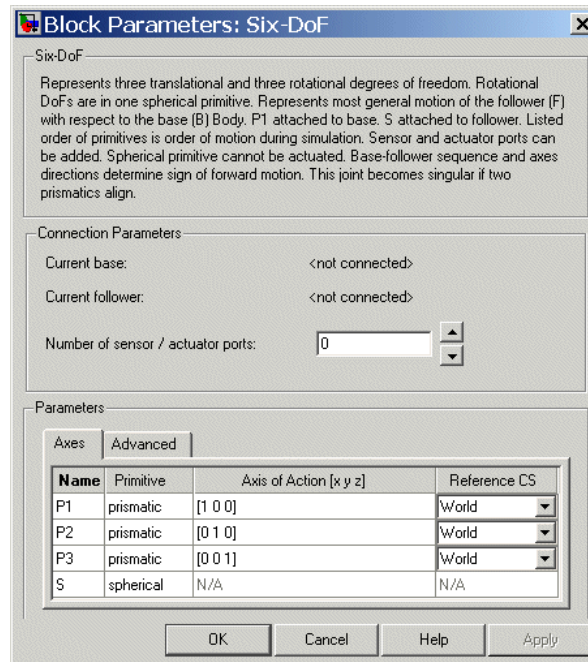 Block Parameters: Six-DoF
Six-DoF
Represents three translational and three rotational degrees of freedom. Rotational
DoFs are in one spherical primitive. Represents most general motion of the follower (F)
with respect to the base (B) Body. P1 attached to base. S attached to follower. Listed
order of primitives is order of motion during simulation. Sensor and actuator ports can
be added. Spherical primitive cannot be actuated. Base-follower sequence and axes
directions determine sign of forward motion. This joint becomes singular if two
prismatics align.
Connection Parameters
Current base: <not connected>
Current follower: <not connected>
Number of sensor / actuator ports: 0
Parameters
Axes Advanced
Name Primitive Axis of Action [x y z] Reference CS
P1 prismatic [1 0 0] World
P2 prismatic [0 1 0] World
P3 prismatic [0 0 1] World
S spherical N/A N/A
OK Cancel Help Apply